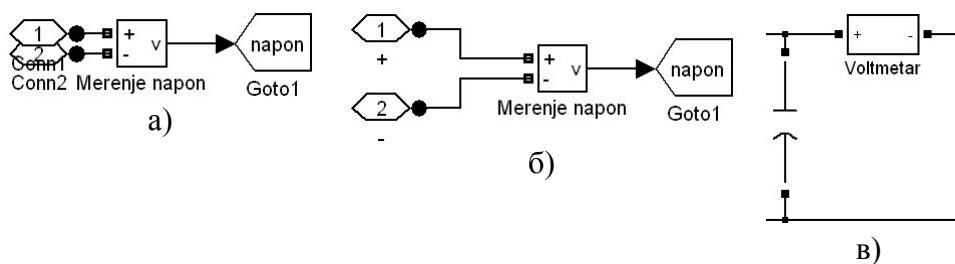 1
2
Conn1
Conn2
+
-
v
Merenje napon
napon
Goto1
а)
1
+
2
-
+
-
v
Merenje napon
napon
Goto1
б)
+
-
Voltmetar
в)